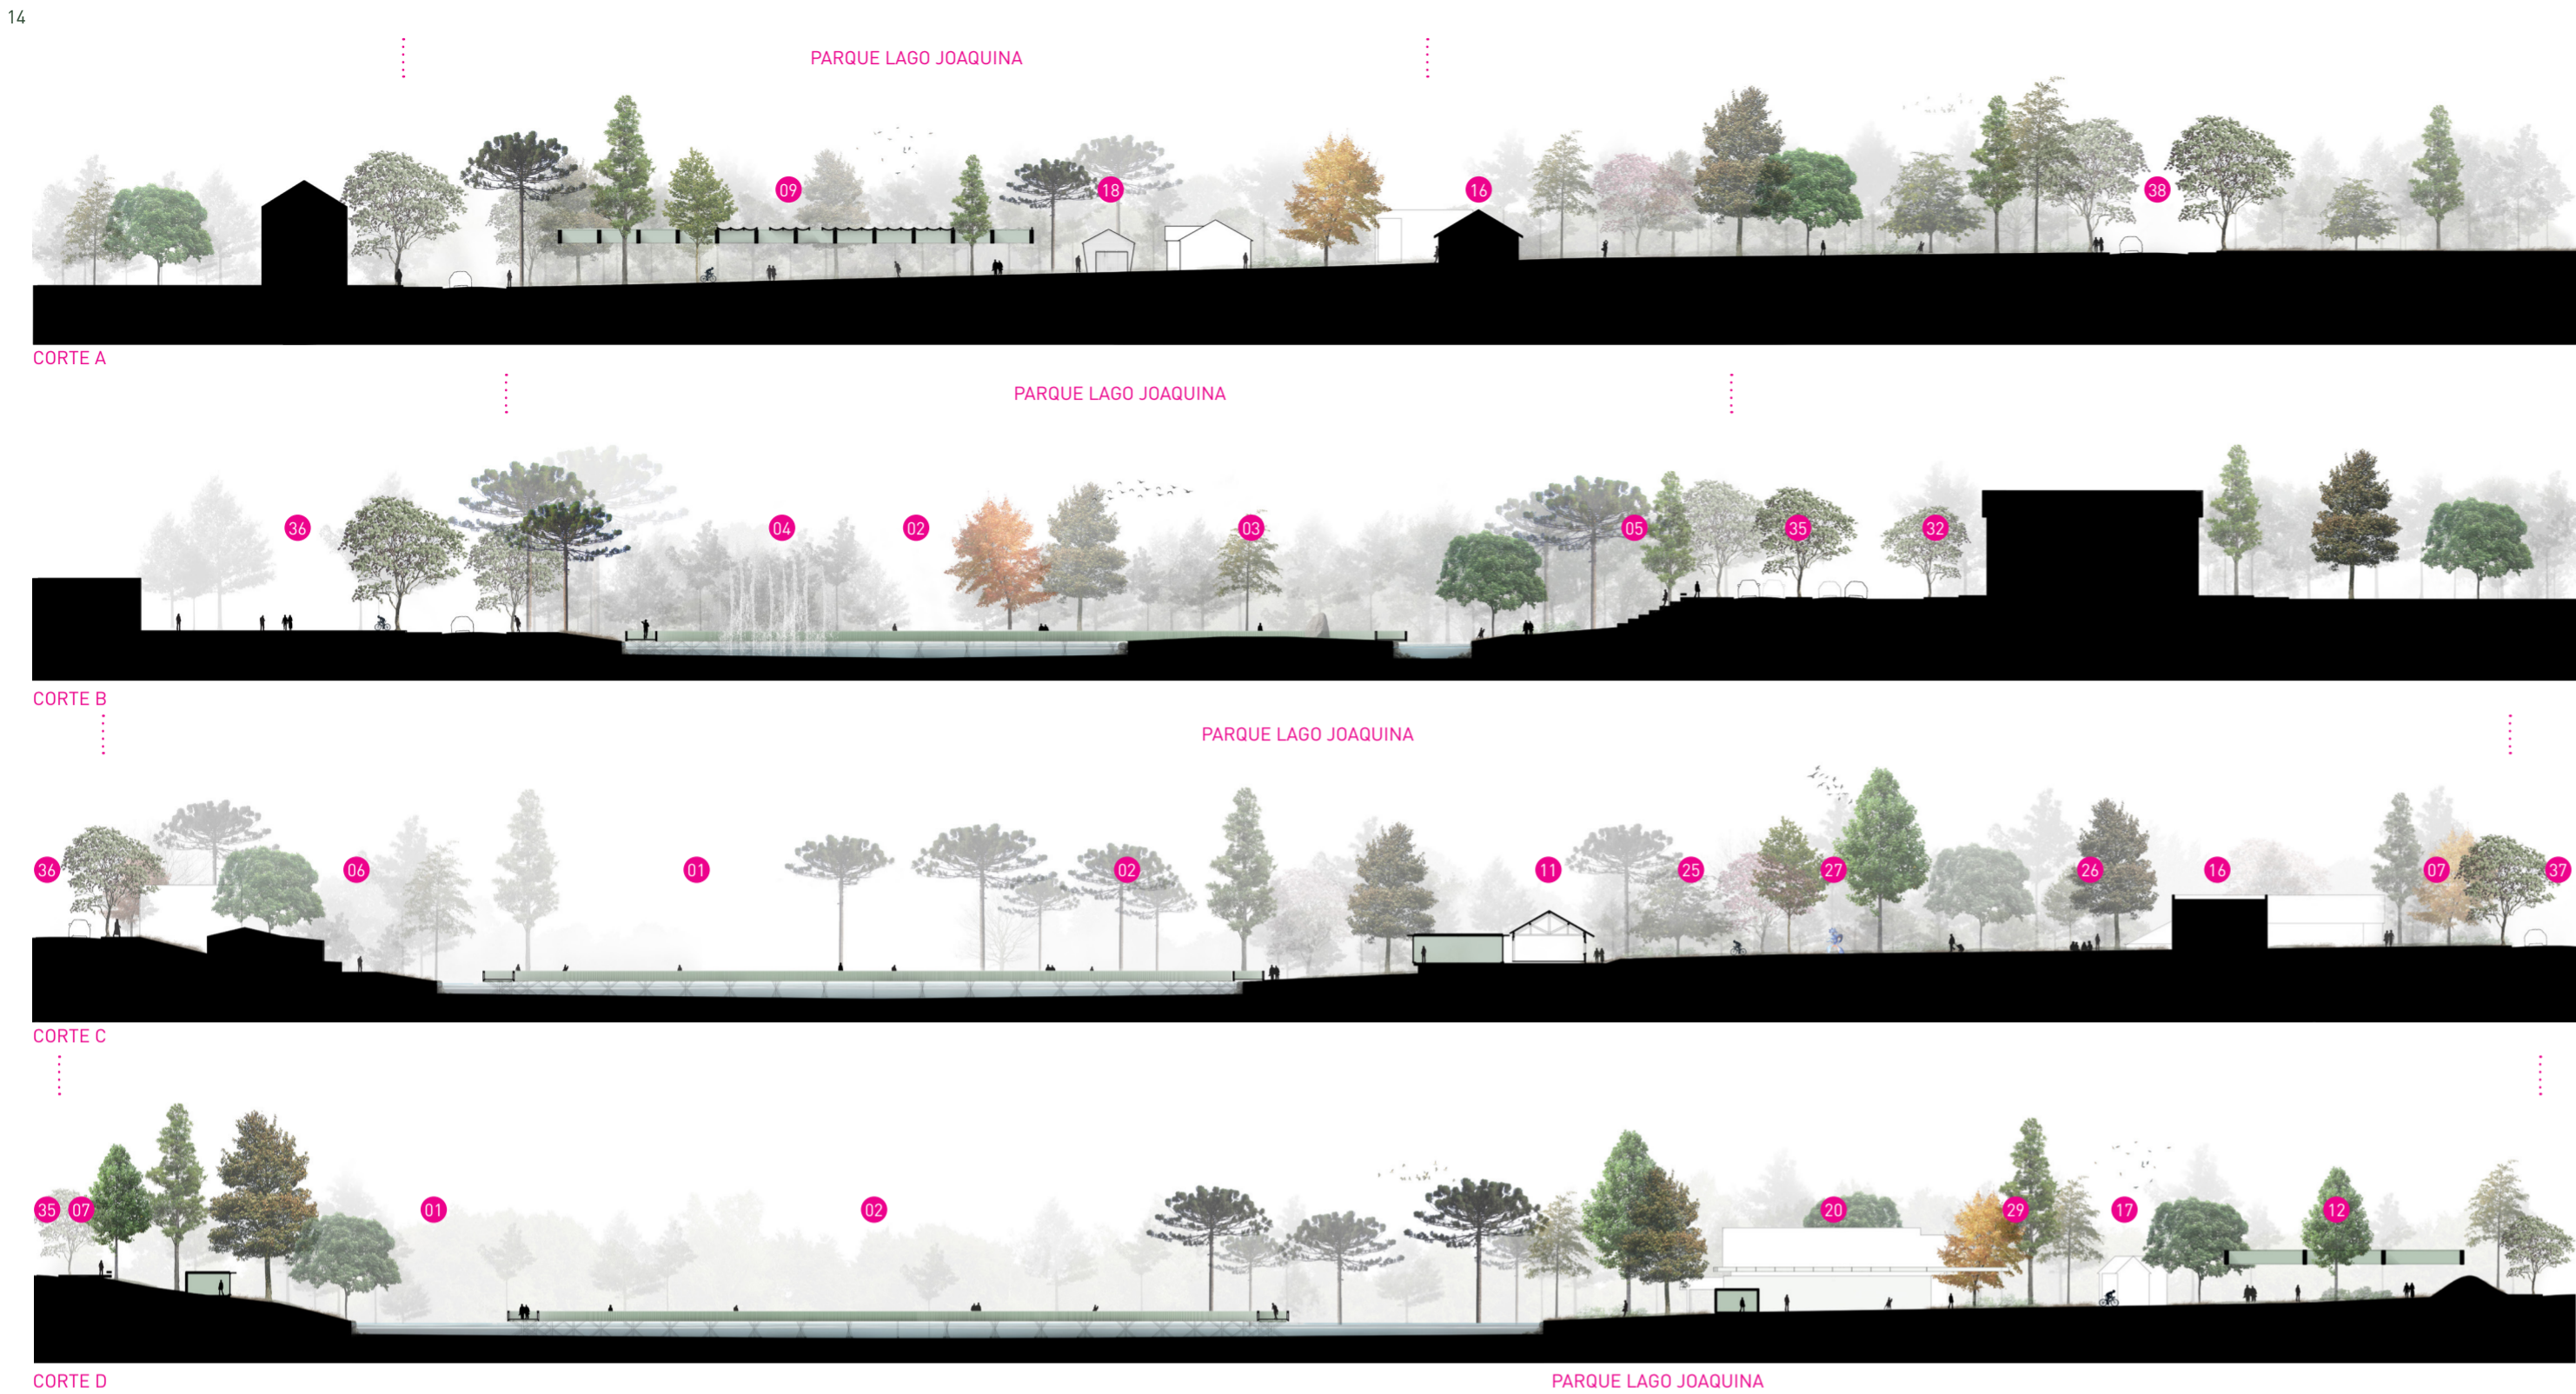 14
PARQUE LAGO JOAQUINA
09 18 16 38
CORTE A
PARQUE LAGO JOAQUINA
36 04 02 03 05 35 32
CORTE B
PARQUE LAGO JOAQUINA
36 06 01 02 11 25 27 26 16 07 37
CORTE C
35 07 01 02 20 29 17 12
CORTE D PARQUE LAGO JOAQUINA